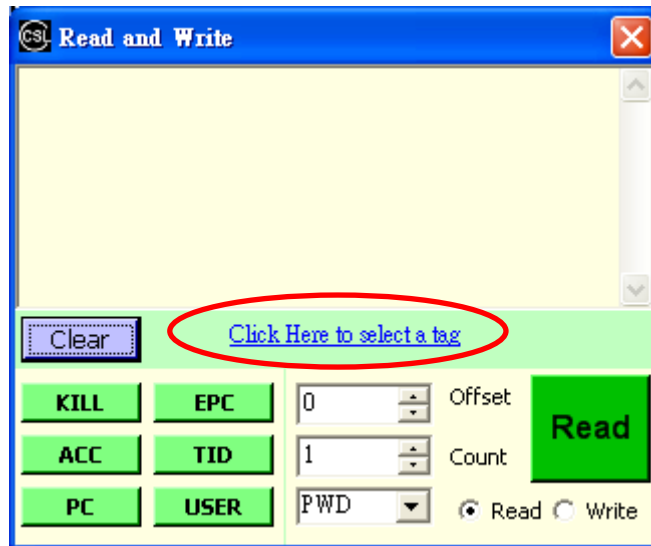 CSL Read and Write
Clear
Click Here to select a tag
KILL EPC 0 Offset
Read
ACC TID 1 Count
PC USER PWD Read Write